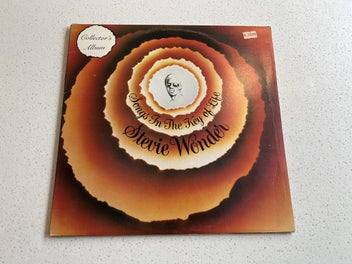 Collector's
Album
Songs In The Key of Life
Stevie Wonder